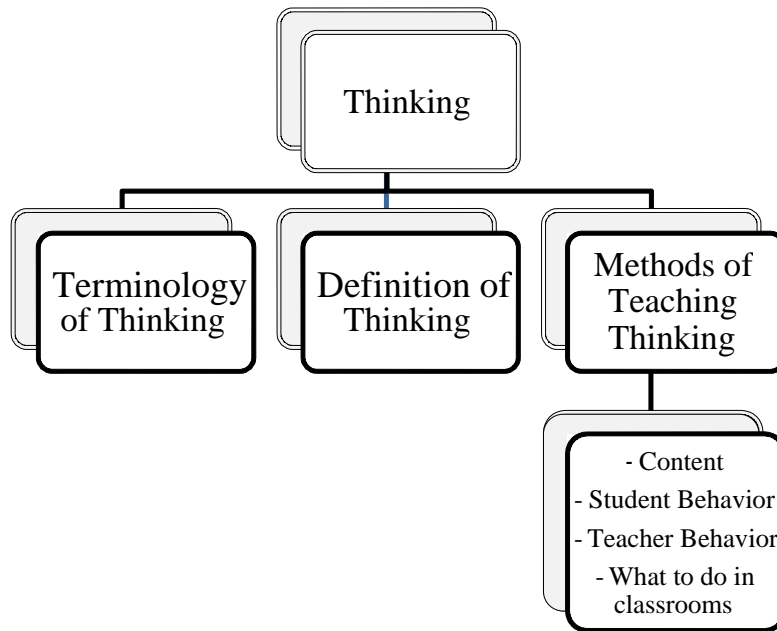 Thinking
Terminology
of Thinking
Definition of
Thinking
Methods of
Teaching
Thinking
- Content
- Student Behavior
- Teacher Behavior
- What to do in
classrooms